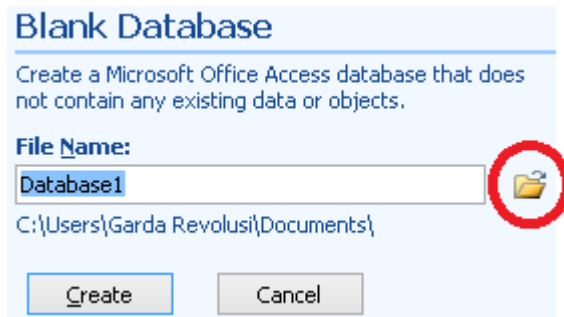 Blank Database
Create a Microsoft Office Access database that does
not contain any existing data or objects.
File Name:
Database1
C:\Users\Garda Revolusi\Documents\
Create Cancel